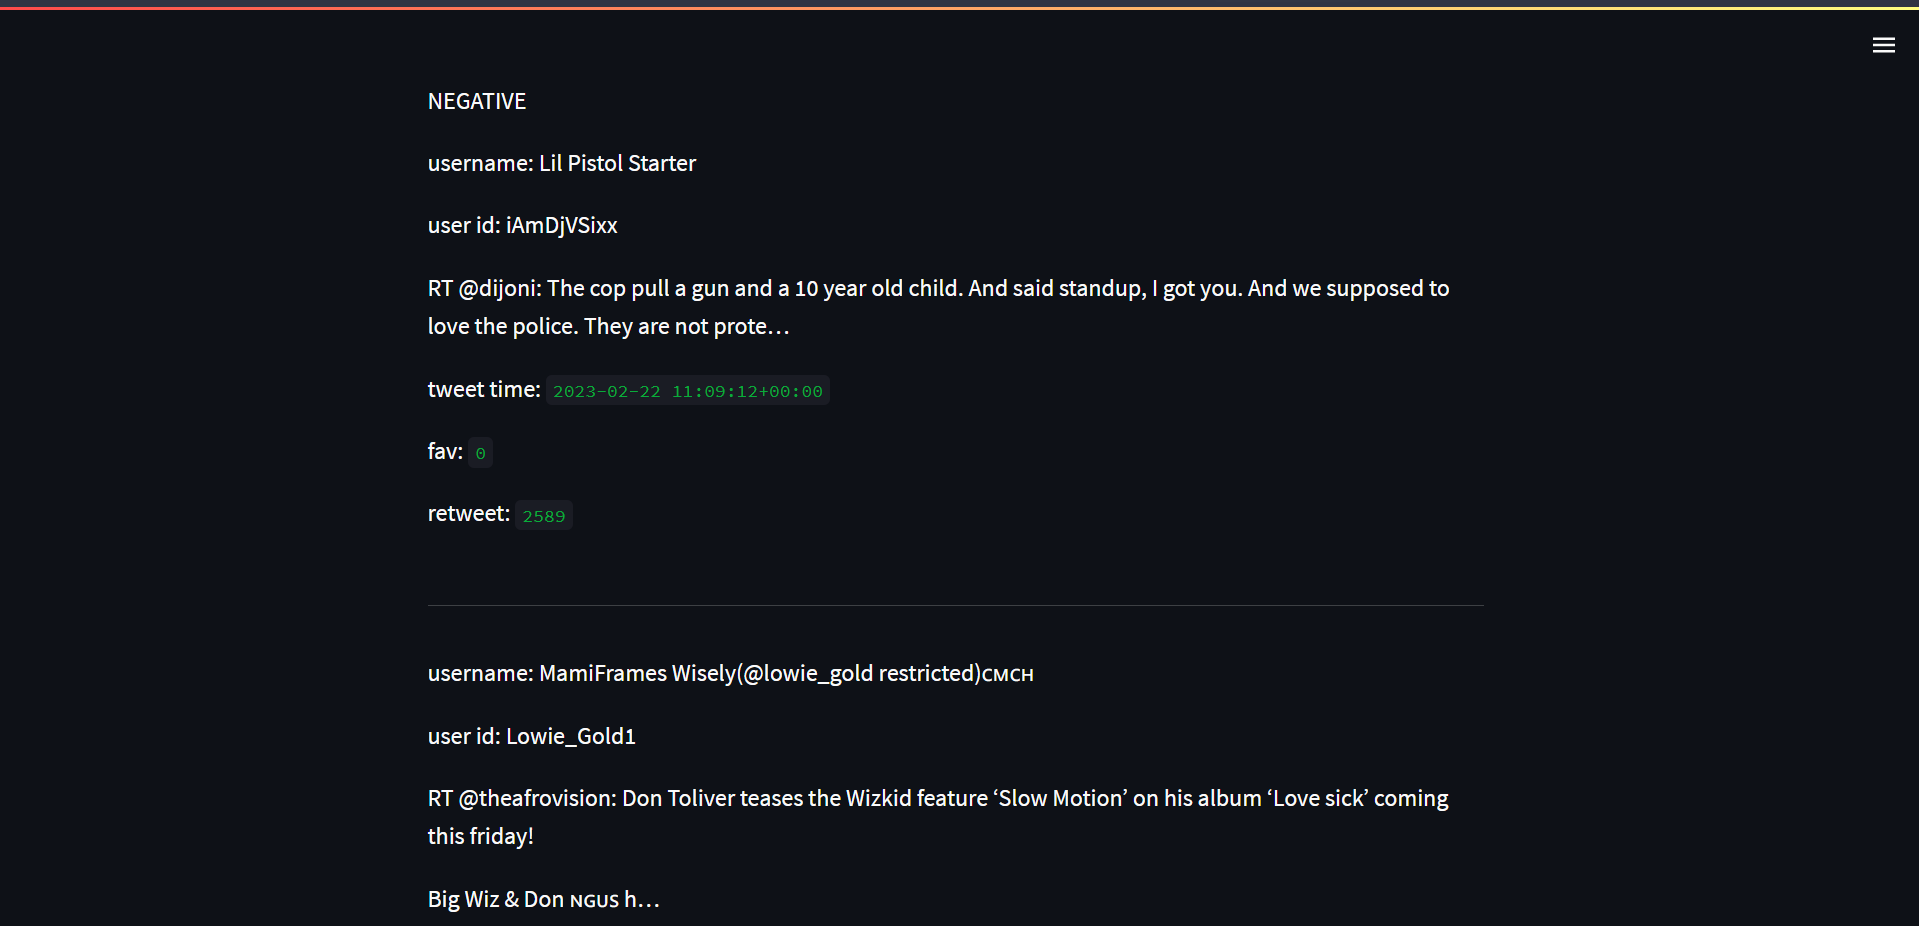 NEGATIVE
username: Lil Pistol Starter
user id: iAmDjVSixx
RT @dijoni: The cop pull a gun and a 10 year old child. And said standup, I got you. And we supposed to
love the police. They are not prote…
tweet time: 2023-02-22 11:09:12+00:00
fav: 0
retweet: 2589
username: MamiFrames Wisely(@lowie_gold restricted)ᴄᴍᴄʜ
user id: Lowie_Gold1
RT @theafrovision: Don Toliver teases the Wizkid feature ‘Slow Motion’ on his album ‘Love sick’ coming
this friday!
Big Wiz & Don ɴɢᴜs h…